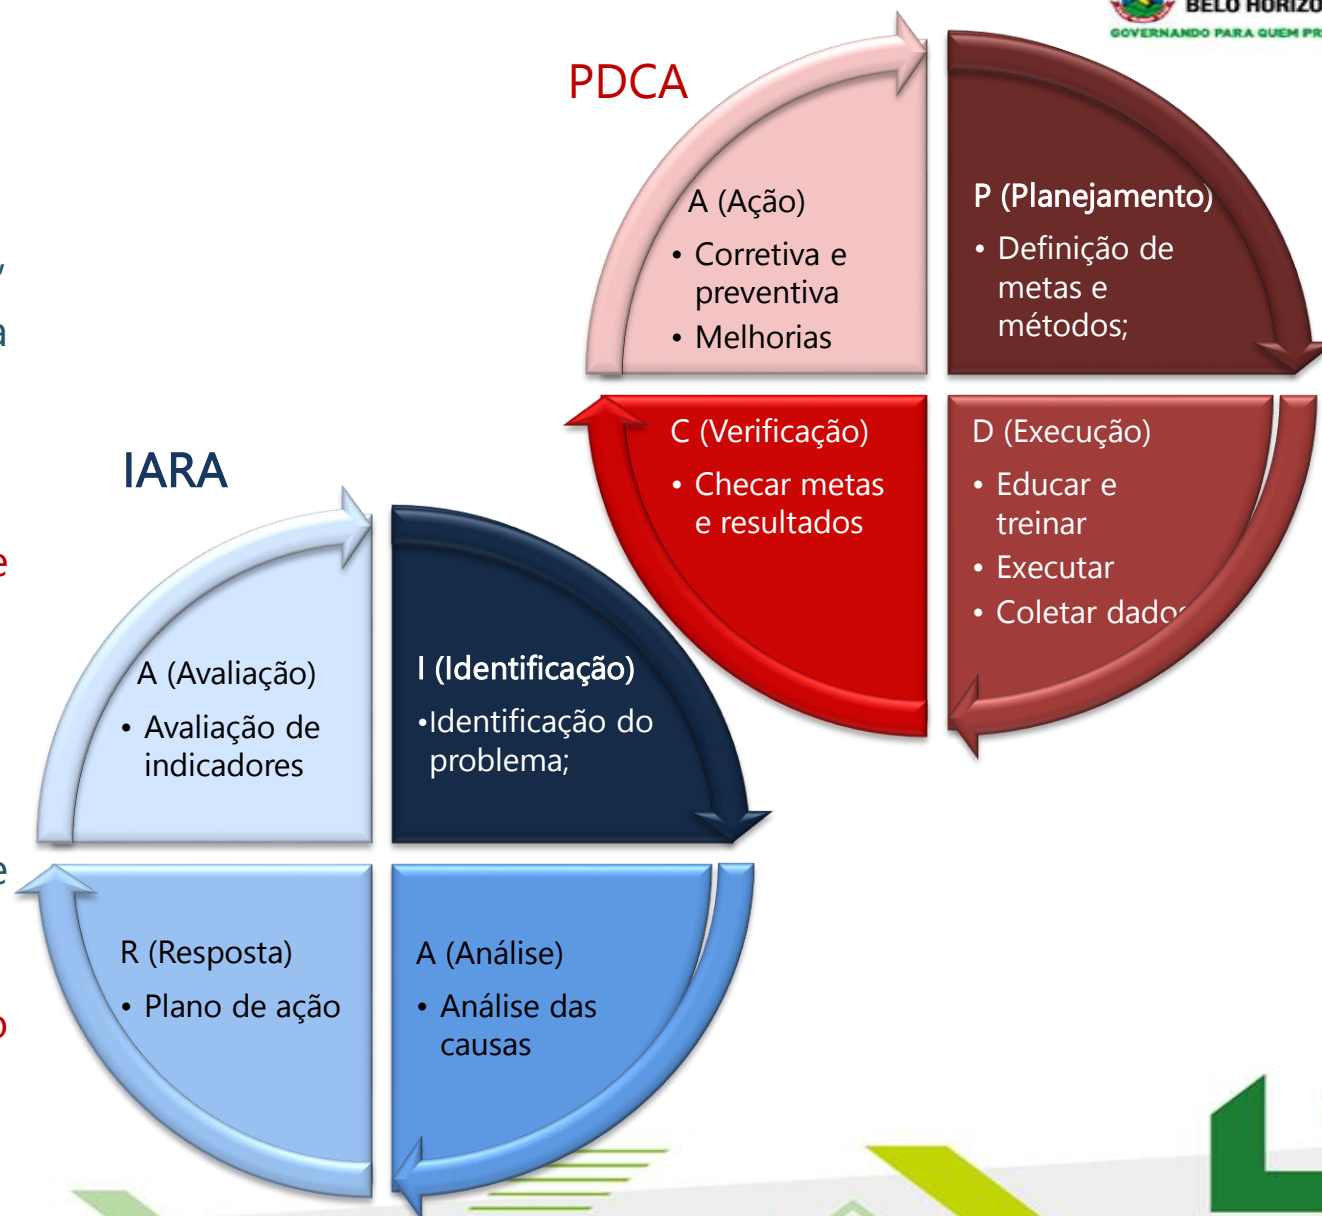 BELO HORIZO
GOVERNANDO PARA QUEM PR
PDCA
A (Ação)
• Corretiva e
preventiva
• Melhorias
P (Planejamento)
• Definição de
metas e
métodos;
C (Verificação)
• Checar metas
e resultados
D (Execução)
• Educar e
treinar
• Executar
• Coletar dados
,
a
e
e
o
IARA
A (Avaliação)
• Avaliação de
indicadores
I (Identificação)
•Identificação do
problema;
R (Resposta)
• Plano de ação
A (Análise)
• Análise das
causas